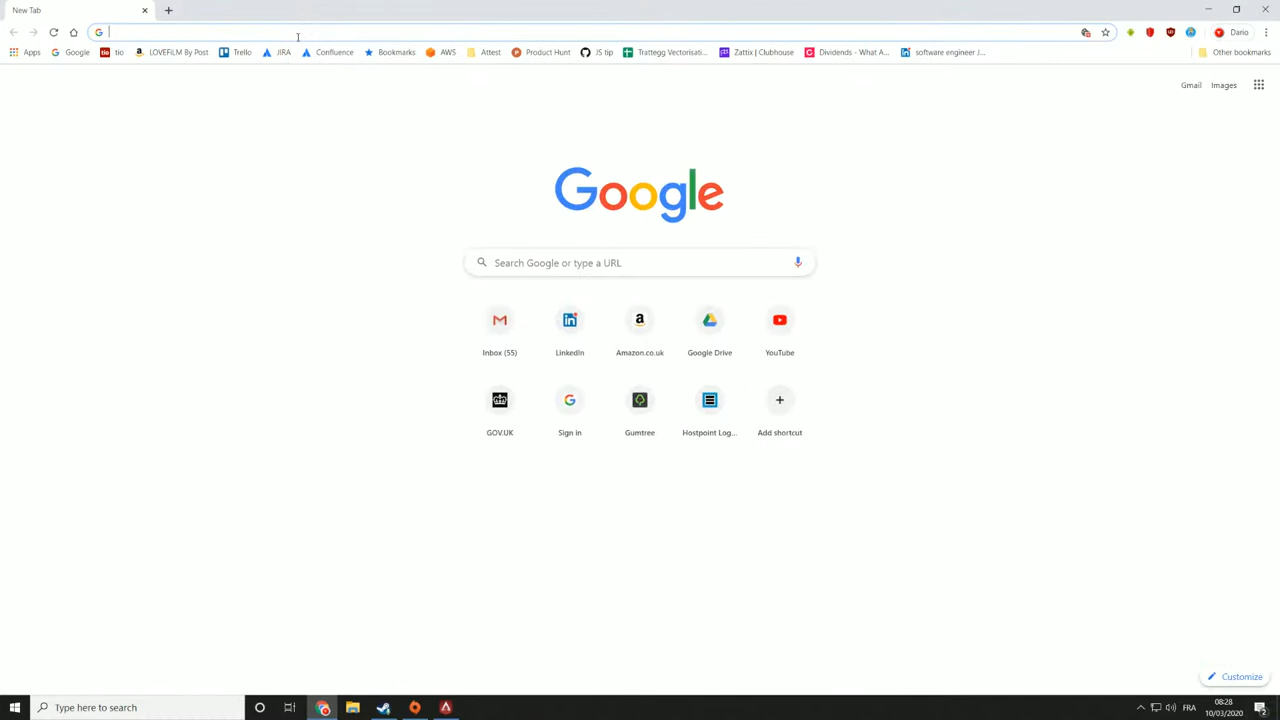 New Tab
Apps Google tio LOVEFiLM By Post Trello JIRA Confluence Bookmarks AWS Attest Product Hunt JS tip Trattegg Vectorisati... Zattix | Clubhouse Dividends - What A... software engineer J... Other bookmarks
Dario
Gmail Images
Google
Search Google or type a URL
Inbox (55) LinkedIn Amazon.co.uk Google Drive YouTube
GOV.UK Sign in Gumtree Hostpoint Log... Add shortcut
Customize
Type here to search
FRA
08:28
10/03/2020
2